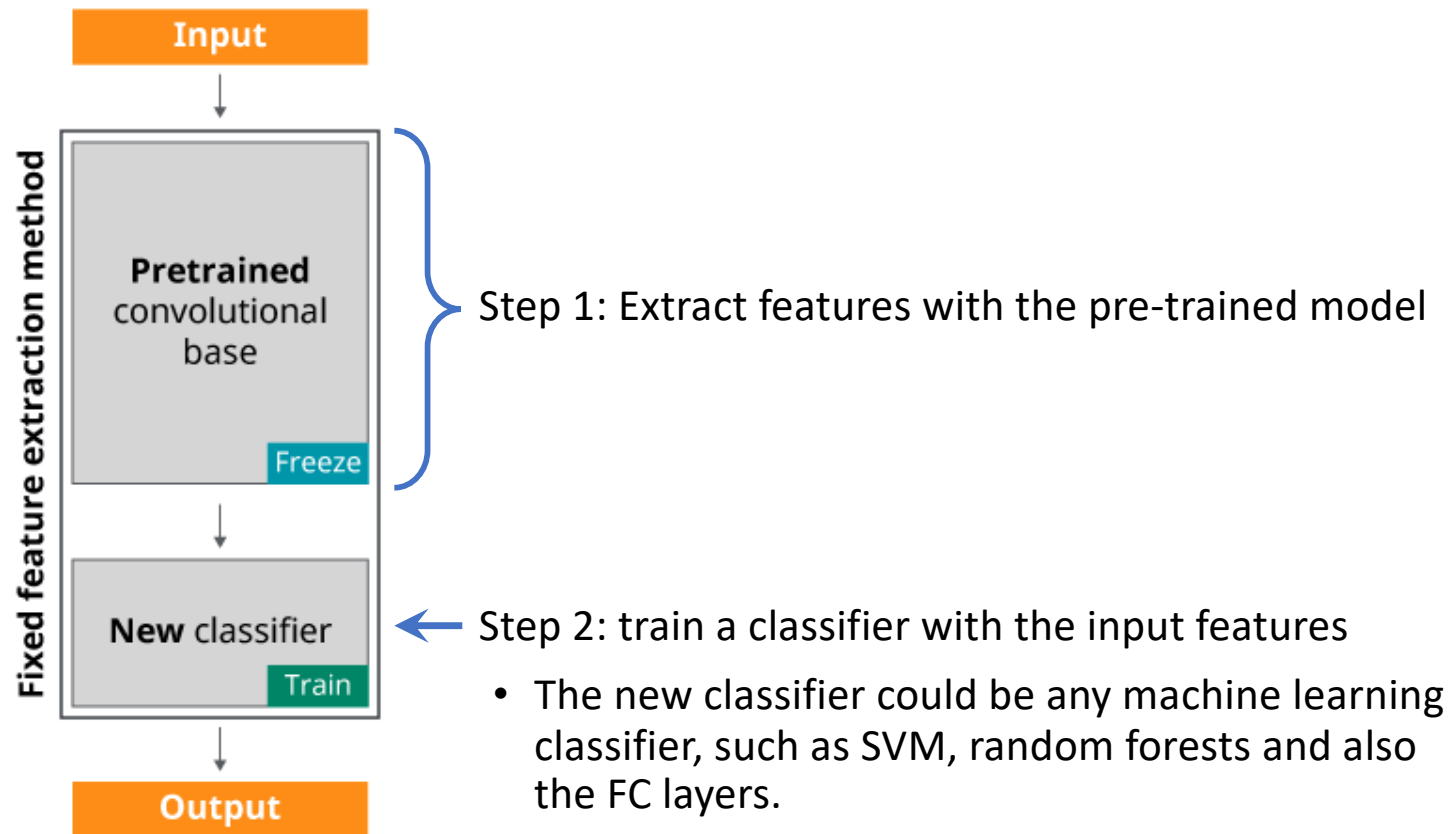 Input
Fixed feature extraction method
Pretrained
convolutional
base
Freeze
Step 1: Extract features with the pre-trained model
New classifier
Train
Step 2: train a classifier with the input features
• The new classifier could be any machine learning
classifier, such as SVM, random forests and also
the FC layers.
Output